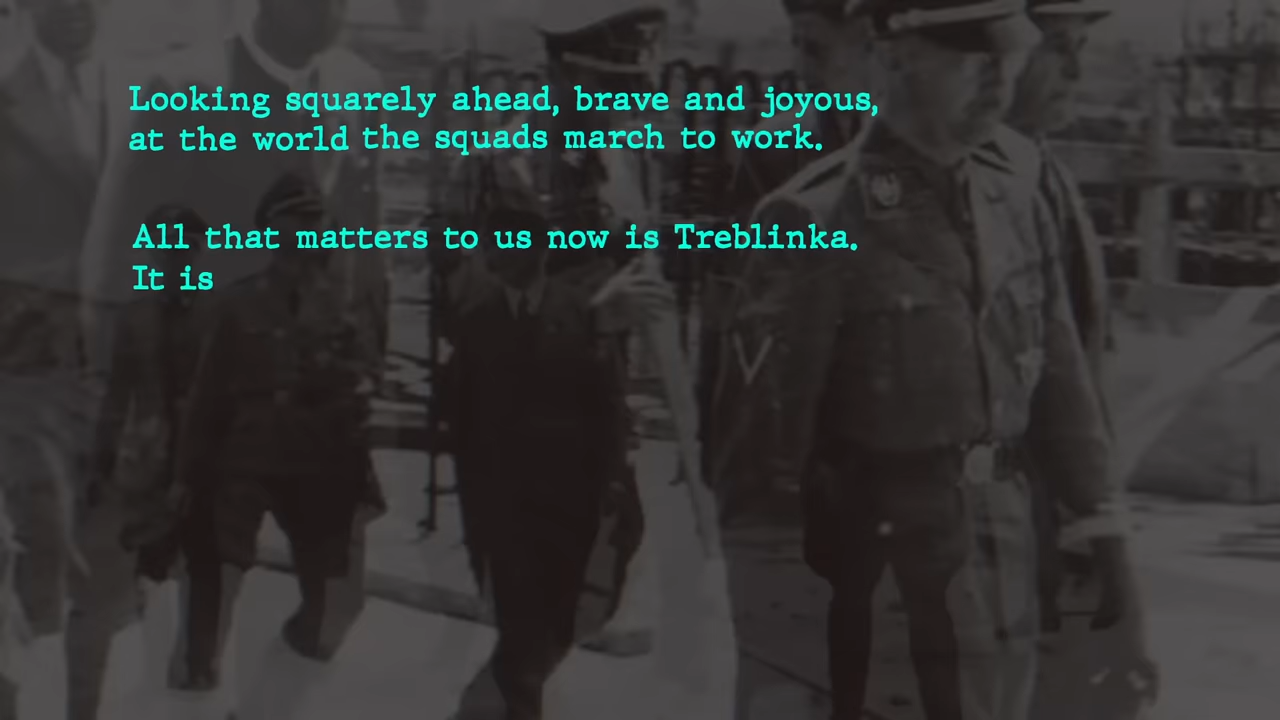 Looking squarely ahead, brave and joyous,
at the world the squads march to work.
All that matters to us now is Treblinka.
It is